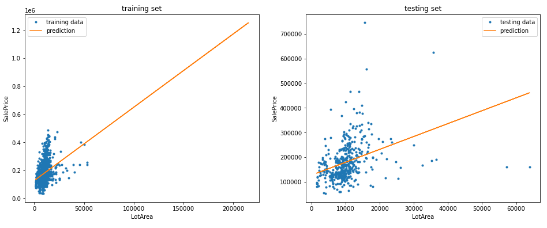 training set
testing set
1e6
training data
prediction
1.2
1.0
0.8
0.6
0.4
0.2
0.0
SalePrice
0
50000
100000
150000
200000
LotArea
testing data
prediction
700000
600000
500000
400000
300000
200000
100000
SalePrice
0
10000
20000
30000
40000
50000
60000
LotArea